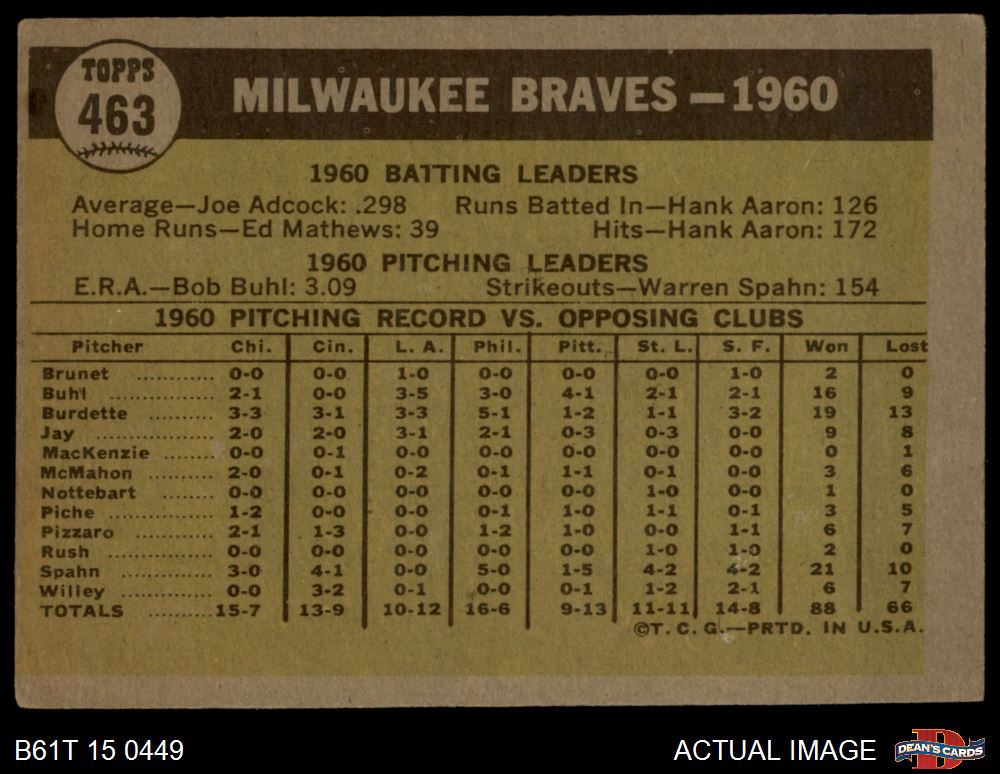 TOPPS
463
MILWAUKEE BRAVES — 1960
1960 BATTING LEADERS
Average—Joe Adcock: .298 Runs Batted In—Hank Aaron: 126
Home Runs—Ed Mathews: 39 Hits—Hank Aaron: 172
1960 PITCHING LEADERS
E.R.A.—Bob Buhl: 3.09 Strikeouts—Warren Spahn: 154
1960 PITCHING RECORD VS. OPPOSING CLUBS
Pitcher Chi. Cin. L. A. Phil. Pitt. St. L. S. F. Won Lost
Brunet ............ 0-0 0-0 1-0 0-0 0-0 0-0 1-0 2 0
Buhl ............ 2-1 0-0 3-5 3-0 4-1 2-1 2-1 16 9
Burdette .......... 3-3 3-1 3-3 5-1 1-2 1-1 3-2 19 13
Jay ............ 2-0 2-0 3-1 2-1 0-3 0-3 0-0 9 8
MacKenzie ........ 0-0 0-1 0-0 0-0 0-0 0-0 0-0 0 1
McMahon .......... 2-0 0-1 0-2 0-1 1-1 0-1 0-0 3 6
Nottebart ........ 0-0 0-0 0-0 0-0 0-0 1-0 0-0 1 0
Piche ............ 1-2 0-0 0-0 0-1 1-0 1-1 0-1 3 5
Pizzaro .......... 2-1 1-3 0-0 1-2 1-0 0-0 1-1 6 7
Rush ............ 0-0 0-0 0-0 0-0 0-0 1-0 1-0 2 0
Spahn ............ 3-0 4-1 0-0 5-0 1-5 4-2 4-2 21 10
Willey ............ 0-0 3-2 0-1 0-0 0-1 1-2 2-1 6 7
TOTALS ........ 15-7 13-9 10-12 16-6 9-13 11-11 14-8 88 66
©T. C. G.—PRTD. IN U.S.A.
B61T 15 0449 ACTUAL IMAGE DEAN'S CARDS